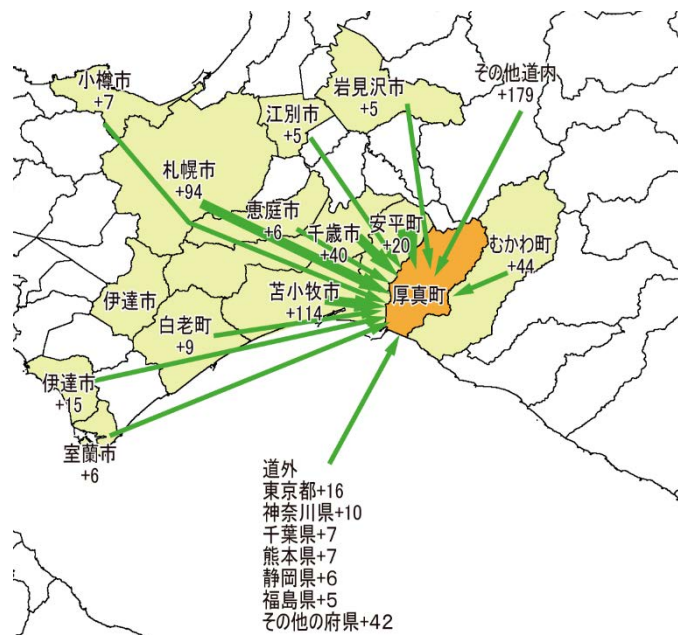 小樽市
+7
岩見沢市
+5
その他道内
+179
江別市
+5
札幌市
+94
恵庭市
+6
千歳市
+40
安平町
+20
むかわ町
+44
厚真町
伊達市
苫小牧市
+114
白老町
+9
伊達市
+15
室蘭市
+6
道外
東京都+16
神奈川県+10
千葉県+7
熊本県+7
静岡県+6
福島県+5
その他の府県+42